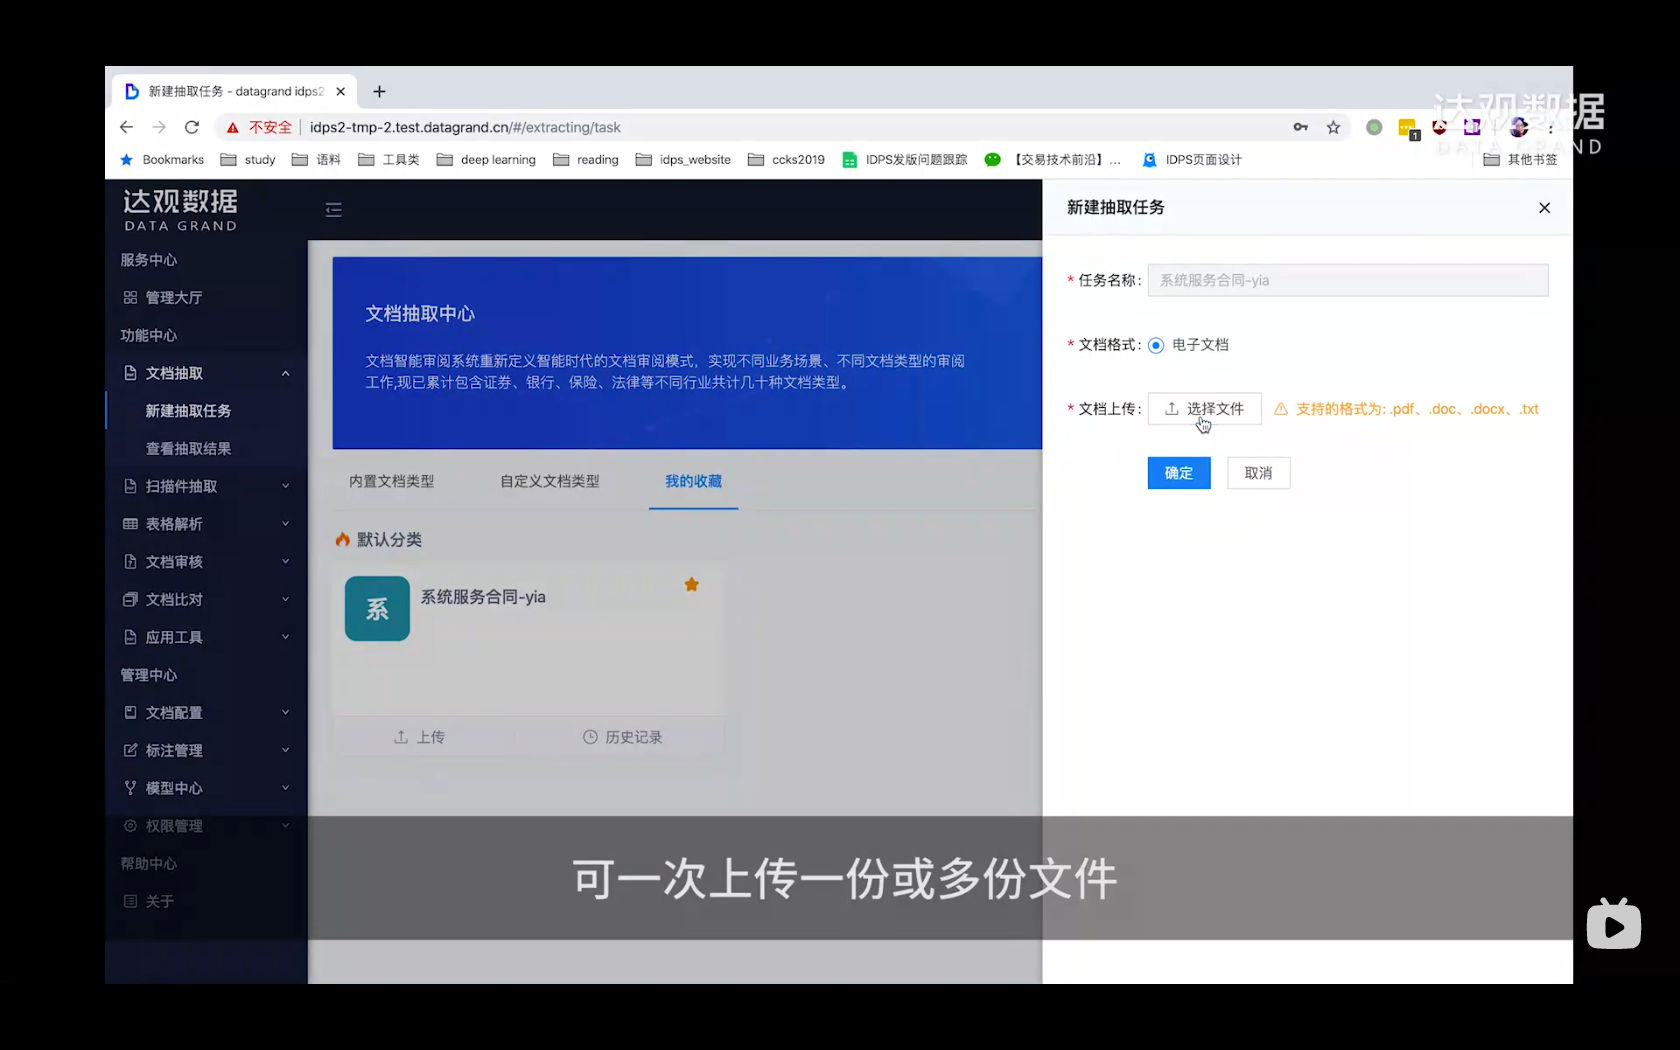 新建抽取任务 - datagrand idps2
不安全 idps2-tmp-2.test.datagrand.cn/#/extracting/task
1
达观数据
DATA GRAND
Bookmarks study 语料 工具类 deep learning reading idps_website ccks2019 IDPS发版问题跟踪 【交易技术前沿】... IDPS页面设计 其他书签
达观数据
DATA GRAND
服务中心
管理大厅
功能中心
文档抽取
新建抽取任务
查看抽取结果
扫描件抽取
表格解析
文档审核
文档比对
应用工具
管理中心
文档配置
标注管理
模型中心
权限管理
帮助中心
关于
文档抽取中心
文档智能审阅系统重新定义智能时代的文档审阅模式，实现不同业务场景、不同文档类型的审阅
工作,现已累计包含证券、银行、保险、法律等不同行业共计几十种文档类型。
内置文档类型 自定义文档类型 我的收藏
默认分类
系
系统服务合同-yia
上传 历史记录
新建抽取任务
* 任务名称: 系统服务合同-yia
* 文档格式: 电子文档
* 文档上传: 选择文件 支持的格式为: .pdf、.doc、.docx、.txt
确定 取消
可一次上传一份或多份文件